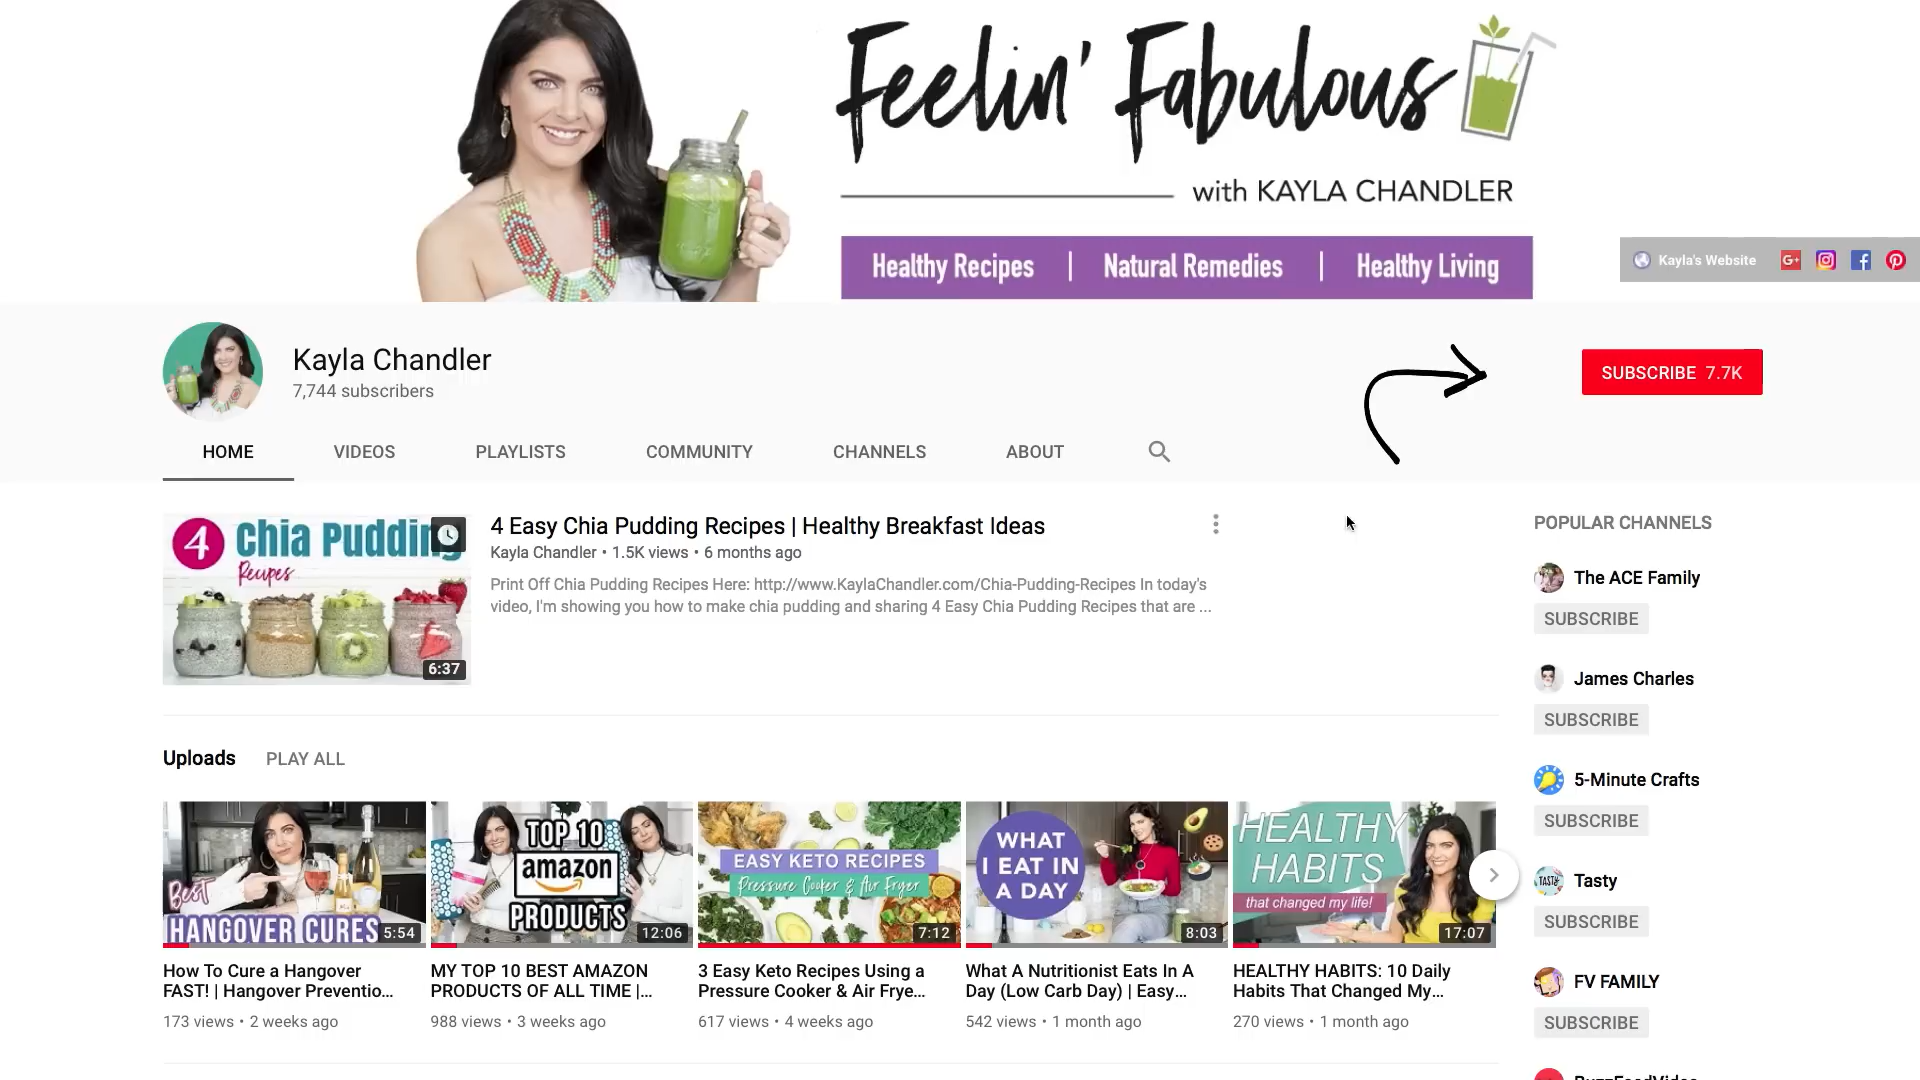 Feelin' Fabulous
with KAYLA CHANDLER
Healthy Recipes | Natural Remedies | Healthy Living
Kayla's Website
G+
Kayla Chandler
7,744 subscribers
SUBSCRIBE 7.7K
HOME VIDEOS PLAYLISTS COMMUNITY CHANNELS ABOUT
4 Chia Pudding
Recipes
6:37
4 Easy Chia Pudding Recipes | Healthy Breakfast Ideas
Kayla Chandler • 1.5K views • 6 months ago
Print Off Chia Pudding Recipes Here: http://www.KaylaChandler.com/Chia-Pudding-Recipes In today's
video, I'm showing you how to make chia pudding and sharing 4 Easy Chia Pudding Recipes that are ...
POPULAR CHANNELS
The ACE Family
SUBSCRIBE
James Charles
SUBSCRIBE
5-Minute Crafts
SUBSCRIBE
TASTY
Tasty
SUBSCRIBE
FV FAMILY
SUBSCRIBE
Uploads PLAY ALL
Best
HANGOVER CURES
5:54
How To Cure a Hangover
FAST! | Hangover Preventio...
173 views • 2 weeks ago
TOP 10
amazon
PRODUCTS
12:06
MY TOP 10 BEST AMAZON
PRODUCTS OF ALL TIME |...
988 views • 3 weeks ago
EASY KETO RECIPES
Pressure Cooker & Air Fryer
7:12
3 Easy Keto Recipes Using a
Pressure Cooker & Air Frye...
617 views • 4 weeks ago
WHAT
I EAT IN
A DAY
8:03
What A Nutritionist Eats In A
Day (Low Carb Day) | Easy...
542 views • 1 month ago
HEALTHY
HABITS
that changed my life!
17:07
HEALTHY HABITS: 10 Daily
Habits That Changed My...
270 views • 1 month ago